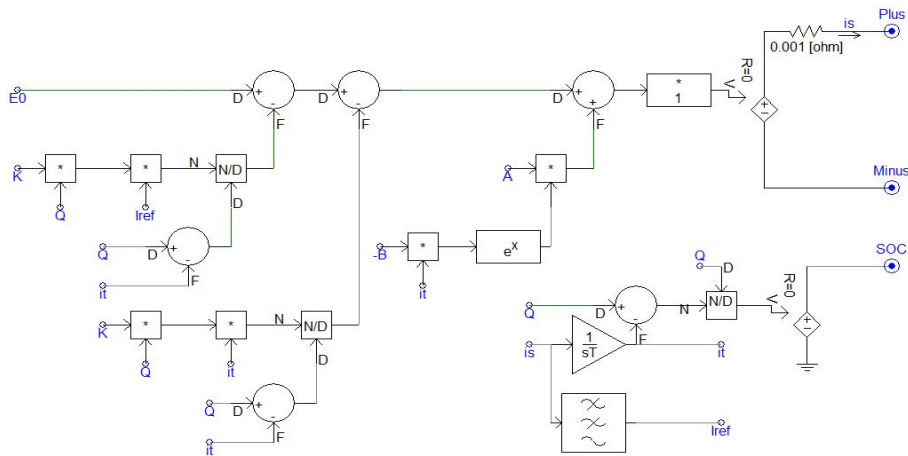 is
Plus
0.001 [ohm]
R=0
V
+
-
E0
D
+
-
F
D
+
-
F
D
+
+
F
*
1
K
*
*
N
N/D
D
Q
Iref
A
*
Minus
Q
D
+
-
F
it
-B
*
e^x
it
SOC
Q
D
R=0
V
+
-
K
*
*
N
N/D
D
Q
it
Q
D
+
-
F
N
N/D
is
1
sT
it
Q
D
+
-
F
it
Iref